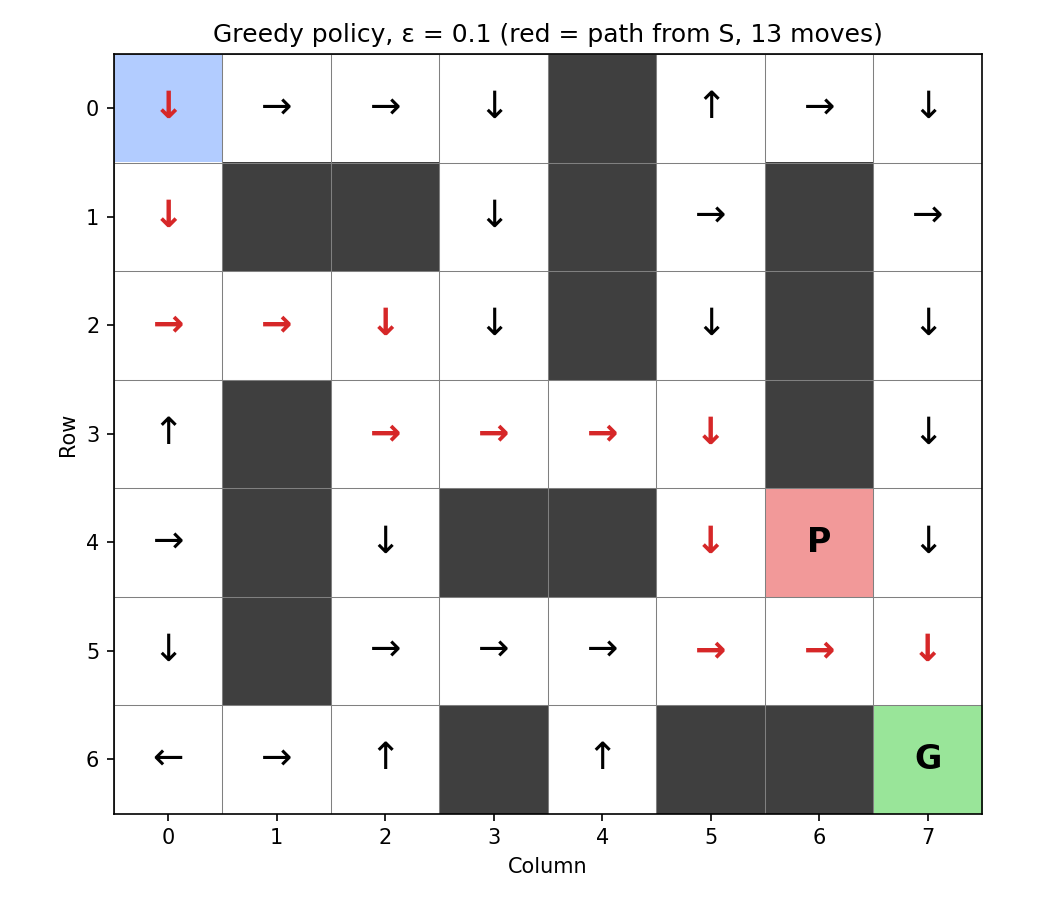 Greedy policy, ε = 0.1 (red = path from S, 13 moves)
0 ↓ → → ↓ ↑ → ↓
1 ↓ ↓ → →
2 → → ↓ ↓ ↓ ↓
Row
3 ↑ → → → ↓ ↓
4 → ↓ ↓ P ↓
5 ↓ → → → → → ↓
6 ← → ↑ ↑ G
0 1 2 3 4 5 6 7
Column